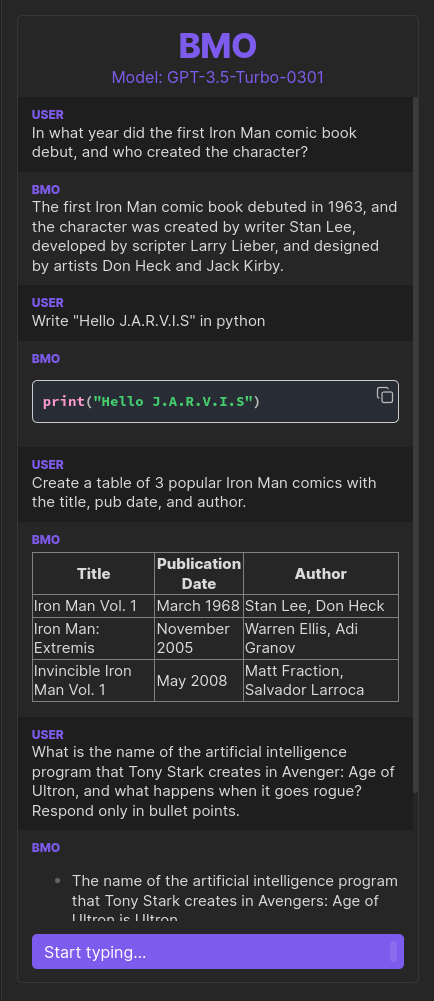 BMO
Model: GPT-3.5-Turbo-0301
USER
In what year did the first Iron Man comic book
debut, and who created the character?
BMO
The first Iron Man comic book debuted in 1963, and
the character was created by writer Stan Lee,
developed by scripter Larry Lieber, and designed
by artists Don Heck and Jack Kirby.
USER
Write "Hello J.A.R.V.I.S" in python
BMO
print("Hello J.A.R.V.I.S")
USER
Create a table of 3 popular Iron Man comics with
the title, pub date, and author.
BMO
Title Publication Date Author
Iron Man Vol. 1 March 1968 Stan Lee, Don Heck
Iron Man: Extremis November 2005 Warren Ellis, Adi Granov
Invincible Iron Man Vol. 1 May 2008 Matt Fraction, Salvador Larroca
USER
What is the name of the artificial intelligence
program that Tony Stark creates in Avenger: Age of
Ultron, and what happens when it goes rogue?
Respond only in bullet points.
BMO
The name of the artificial intelligence program
that Tony Stark creates in Avengers: Age of
Ultron is Ultron
Start typing...